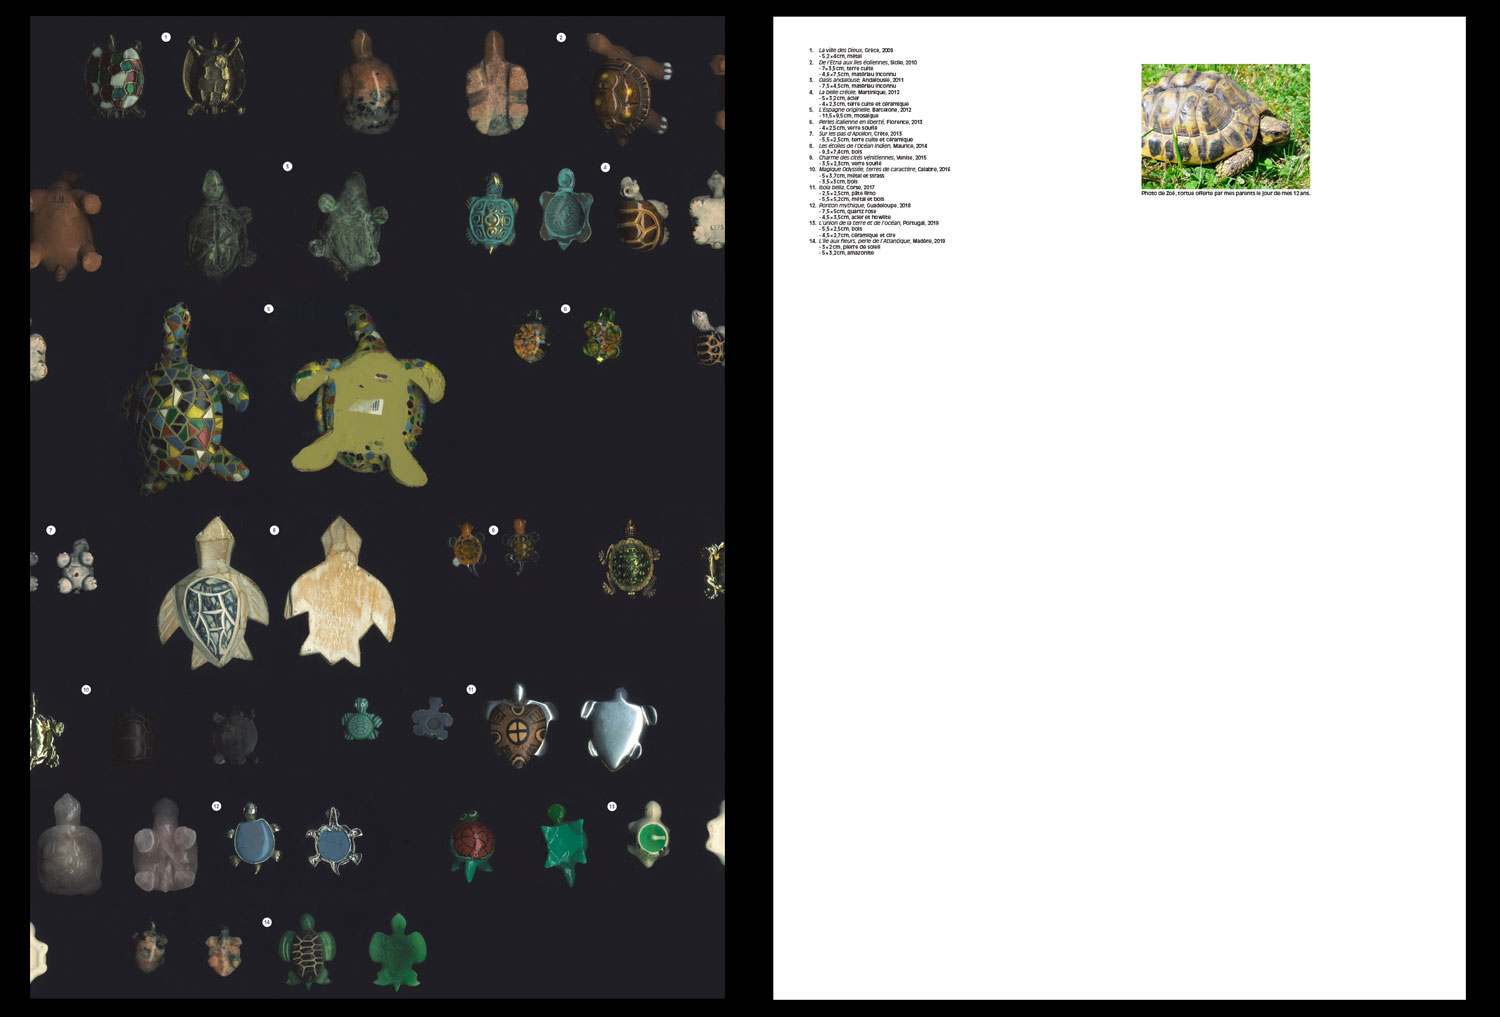 1
2
3
4
5
6
7
8
9
10
11
12
13
14
1. La ville des Dieux, Grèce, 2009
- 5,2×4cm, métal
2. De l'Etna aux îles éoliennes, Sicile, 2010
- 7×3,5cm, terre cuite
- 4,6×7,5cm, matériau inconnu
3. Oasis andalouse, Andalousie, 2011
- 7,5×4,5cm, matériau inconnu
4. La belle créole, Martinique, 2012
- 5×3,2cm, acier
- 4×2,3cm, terre cuite et céramique
5. L'Espagne originelle, Barcelone, 2012
- 11,5×9,5cm, mosaïque
6. Perles italienne en liberté, Florence, 2013
- 4×2,5cm, verre souflé
7. Sur les pas d'Apollon, Crète, 2013
- 5,5×2,5cm, terre cuite et céramique
8. Les étoiles de l'Océan Indien, Maurice, 2014
- 9,3×7,4cm, bois
9. Charme des cités vénitiennes, Venise, 2015
- 3,5×2,3cm, verre souflé
10. Magique Odyssée, terres de caractère, Calabre, 2016
- 5×3,7cm, métal et strass
- 3,5×3cm, bois
11. Isola bella, Corse, 2017
- 2,5×2,5cm, pâte fimo
- 5,5×5,2cm, métal et bois
12. Ponton mythique, Guadeloupe, 2018
- 7,5×5cm, quartz rose
- 4,5×3,5cm, acier et howlite
13. L'union de la terre et de l'océan, Portugal, 2019
- 5,5×2,5cm, bois
- 4,5×2,7cm, céramique et cire
14. L'île aux fleurs, perle de l'Atlantique, Madère, 2019
- 3×2cm, pierre de soleil
- 5×3,2cm, amazonite
Photo de Zoé, tortue offerte par mes parents le jour de mes 12 ans.